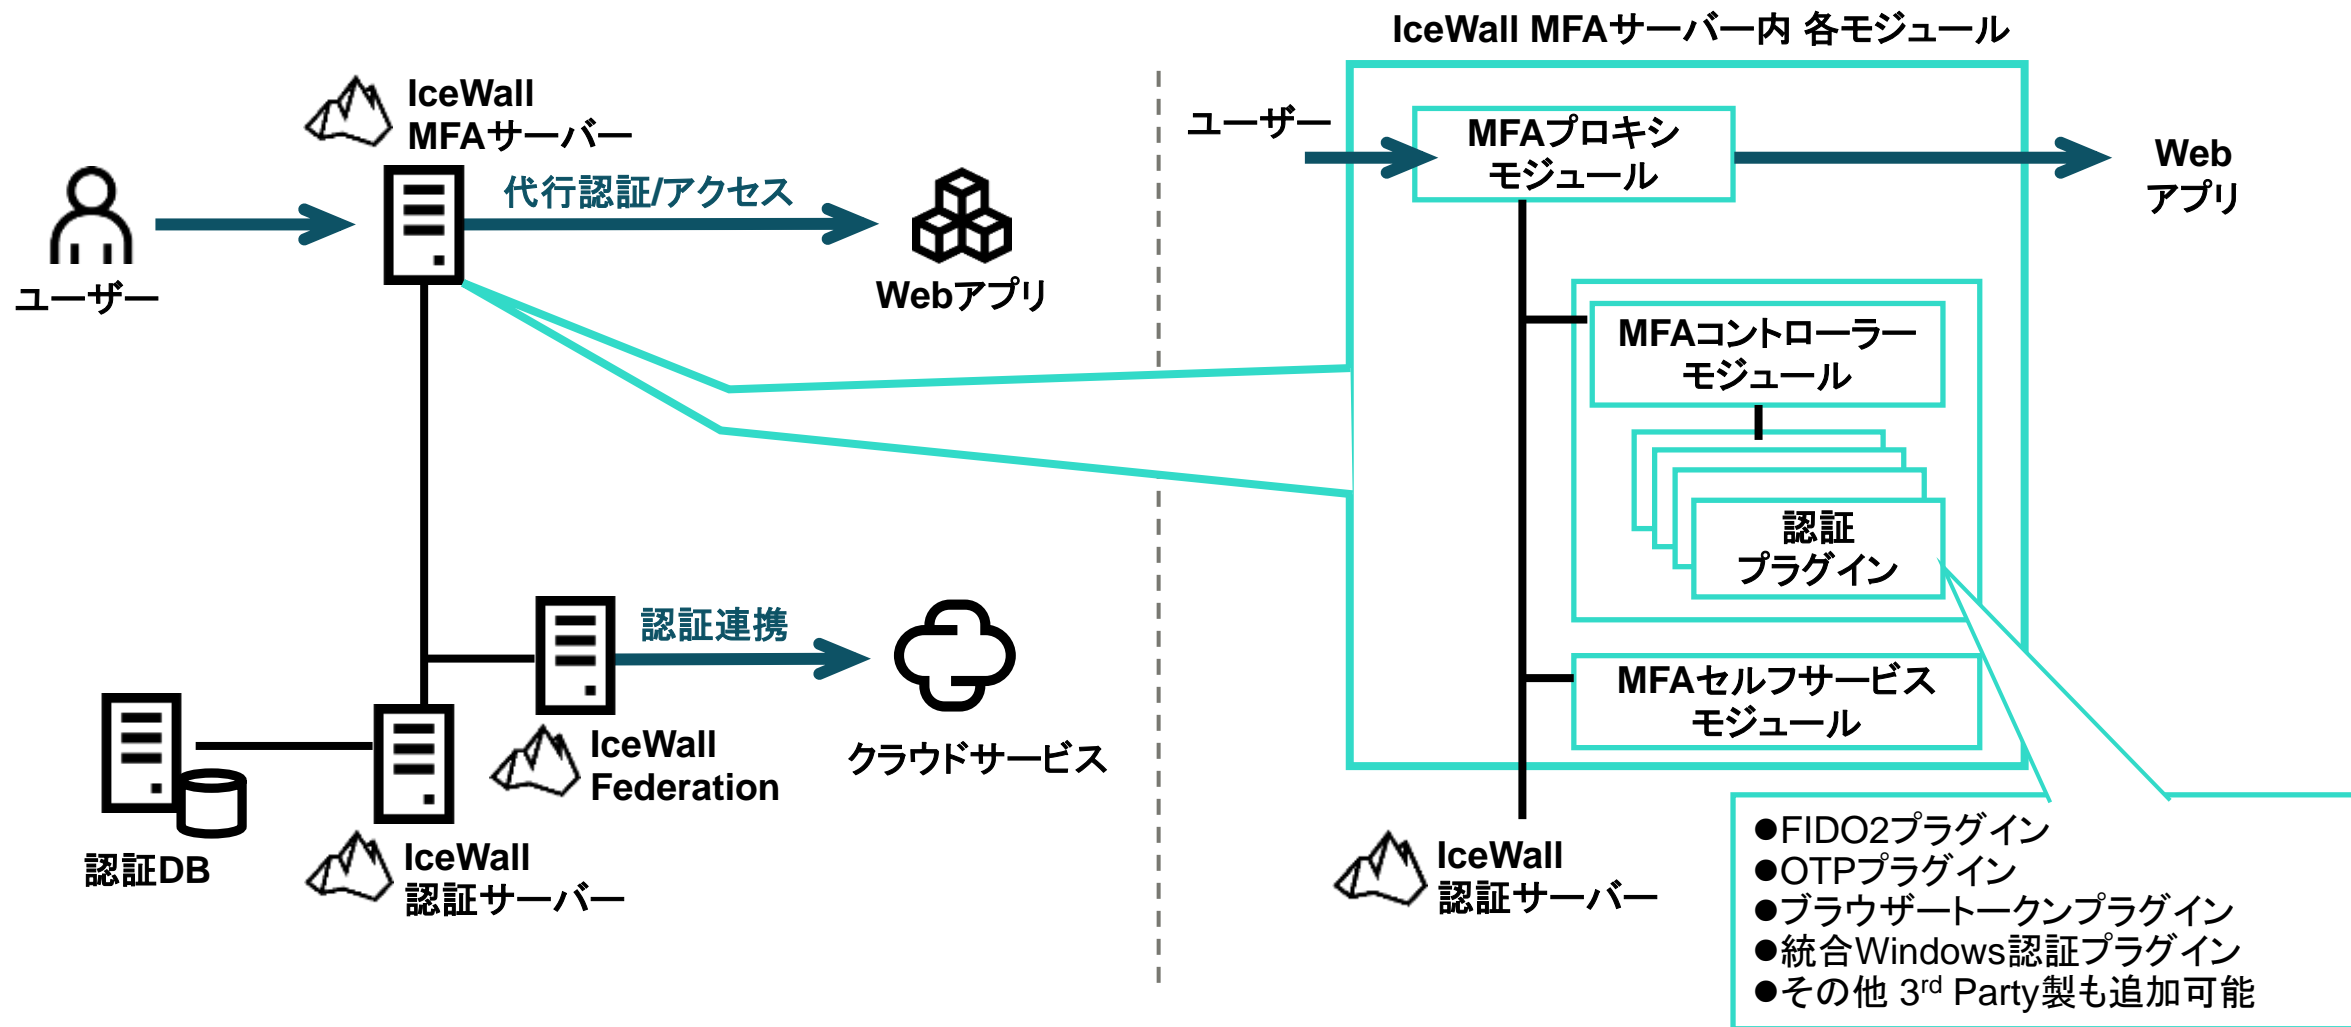 IceWall
MFAサーバー
代行認証/アクセス
ユーザー
Webアプリ
認証連携
IceWall
Federation
クラウドサービス
認証DB
IceWall
認証サーバー
IceWall MFAサーバー内 各モジュール
ユーザー
MFAプロキシ
モジュール
Web
アプリ
MFAコントローラー
モジュール
認証
プラグイン
MFAセルフサービス
モジュール
IceWall
認証サーバー
●FIDO2プラグイン
●OTPプラグイン
●ブラウザートークンプラグイン
●統合Windows認証プラグイン
●その他 3rd Party製も追加可能